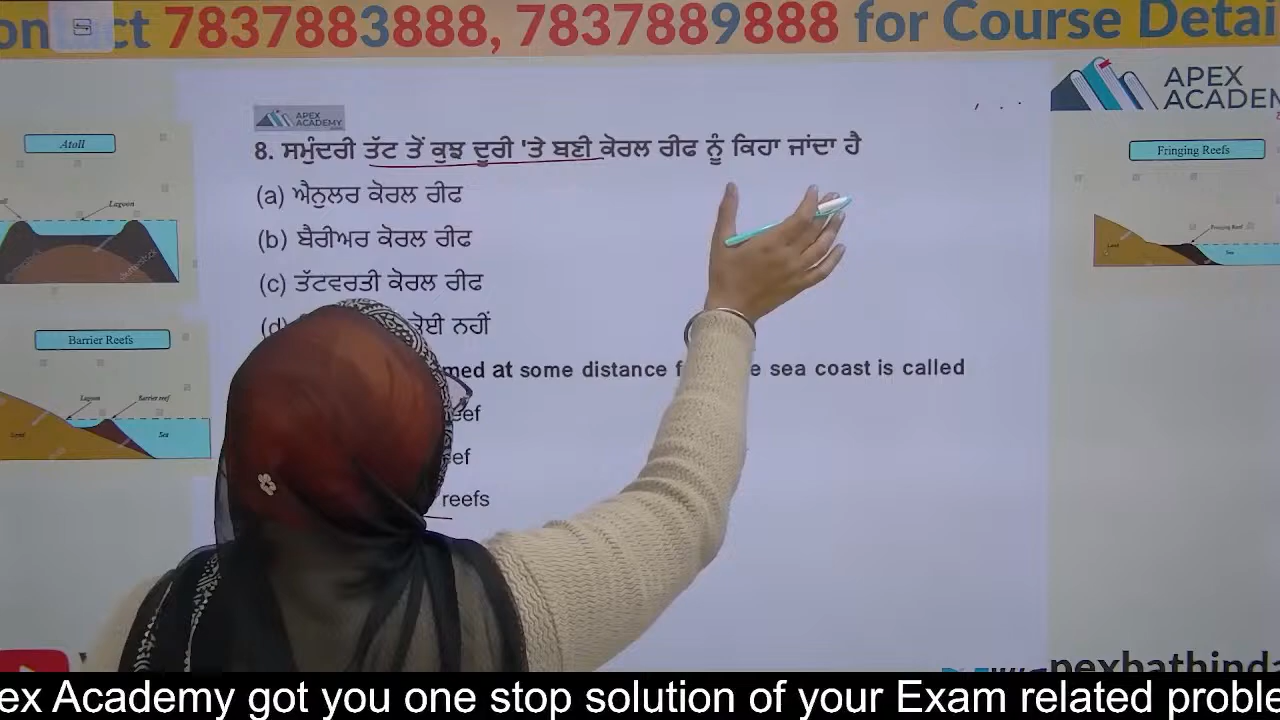 ct 7837883888, 7837889888 for Course Detai
APEX
ACADEM
APEX
ACADEMY
Atoll
Lagoon
Fringing Reefs
Fringing Reef
Land
Sea
8. ਸਮੁੰਦਰੀ ਤੱਟ ਤੋਂ ਕੁਝ ਦੂਰੀ 'ਤੇ ਬਣੀ ਕੋਰਲ ਰੀਫ ਨੂੰ ਕਿਹਾ ਜਾਂਦਾ ਹੈ
(a) ਐਨੁਲਰ ਕੋਰਲ ਰੀਫ
(b) ਬੈਰੀਅਰ ਕੋਰਲ ਰੀਫ
(c) ਤੱਟਵਰਤੀ ਕੋਰਲ ਰੀਫ
(d) ਕੋਈ ਨਹੀਂ
Barrier Reefs
Lagoon
Barrier reef
Land
Sea
med at some distance f e sea coast is called
eef
eef
reefs
pexbathinda
ex Academy got you one stop solution of your Exam related proble